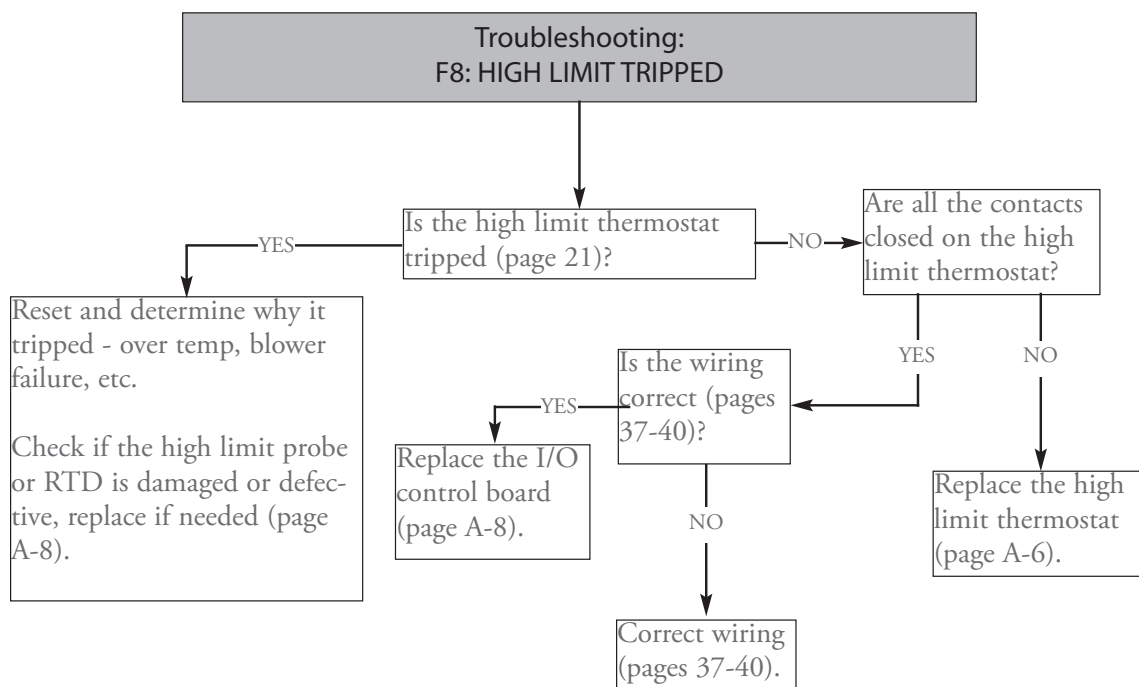 Troubleshooting:
F8: HIGH LIMIT TRIPPED
Is the high limit thermostat
tripped (page 21)?
YES
NO
Are all the contacts
closed on the high
limit thermostat?
Reset and determine why it
tripped - over temp, blower
failure, etc.
Check if the high limit probe
or RTD is damaged or defec-
tive, replace if needed (page
A-8).
YES
NO
Is the wiring
correct (pages
37-40)?
YES
Replace the I/O
control board
(page A-8).
NO
Replace the high
limit thermostat
(page A-6).
Correct wiring
(pages 37-40).